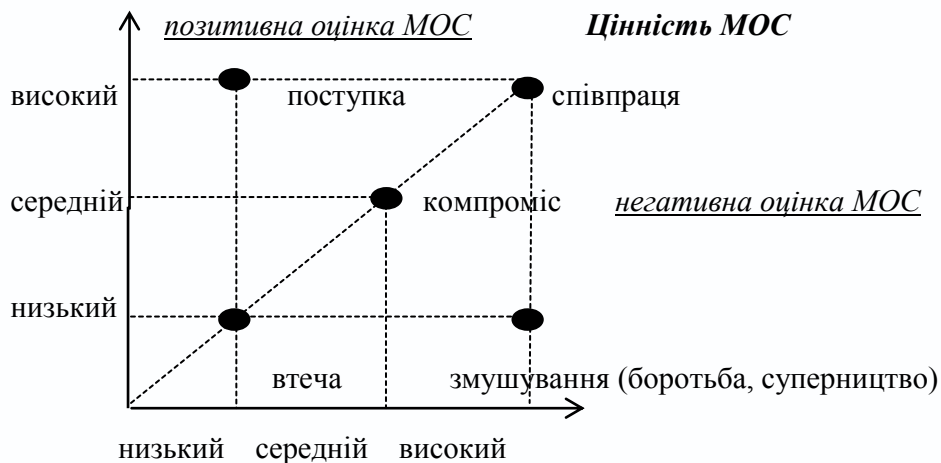 позитивна оцінка МОС Цінність МОС
високий поступка співпраця
середній компроміс негативна оцінка МОС
низький
втеча змушування (боротьба, суперництво)
низький середній високий